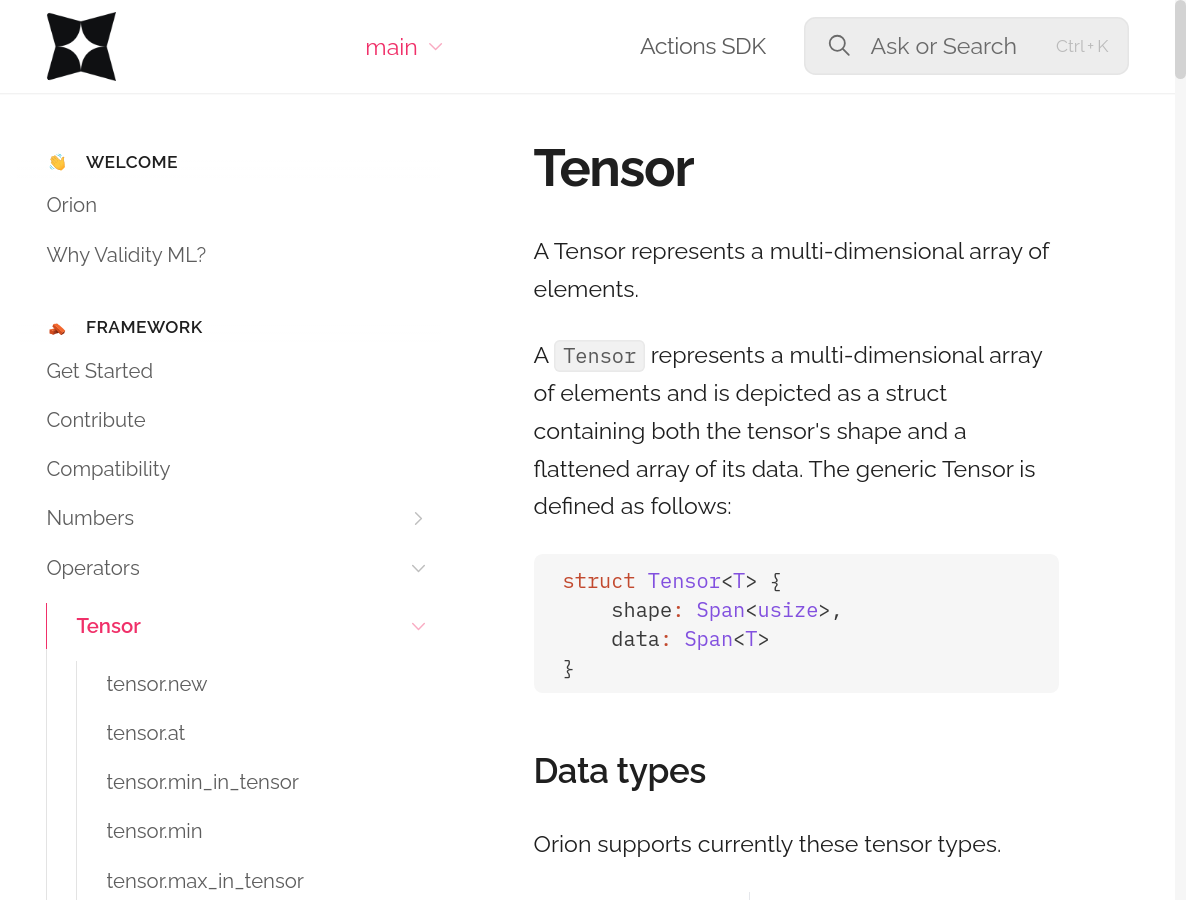 main
Actions SDK
Ask or Search
Ctrl + K
👋 WELCOME
Orion
Why Validity ML?
🧱 FRAMEWORK
Get Started
Contribute
Compatibility
Numbers
Operators
Tensor
tensor.new
tensor.at
tensor.min_in_tensor
tensor.min
tensor.max_in_tensor
Tensor
A Tensor represents a multi-dimensional array of
elements.
A Tensor represents a multi-dimensional array
of elements and is depicted as a struct
containing both the tensor's shape and a
flattened array of its data. The generic Tensor is
defined as follows:
struct Tensor<T> {
    shape: Span<usize>,
    data: Span<T>
}
Data types
Orion supports currently these tensor types.